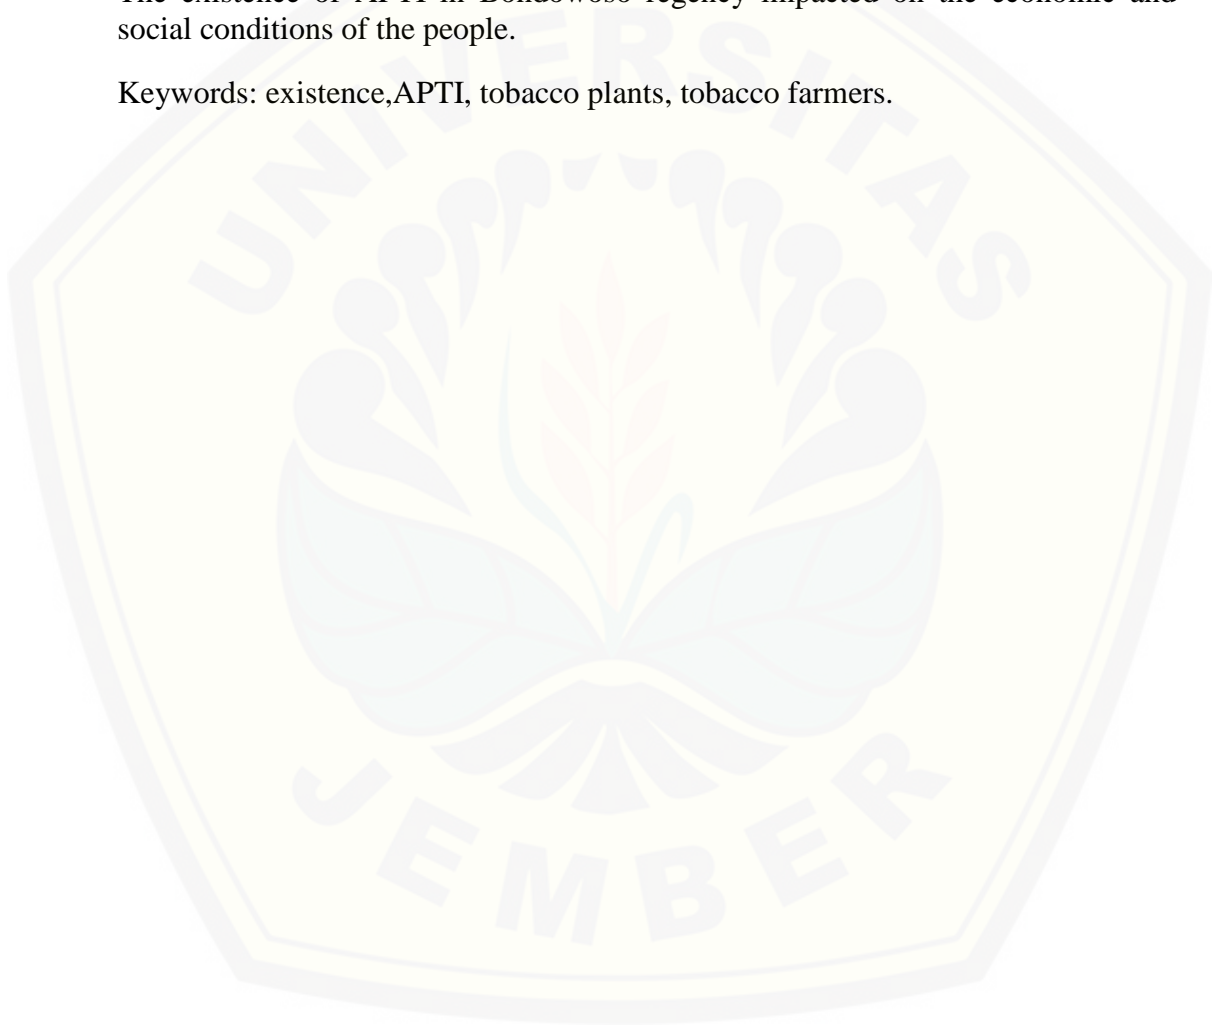 The existence of APTI in Bondowoso regency impacted on the economic and
social conditions of the people.
Keywords: existence,APTI, tobacco plants, tobacco farmers.
UNIVERSITAS
JEMBER